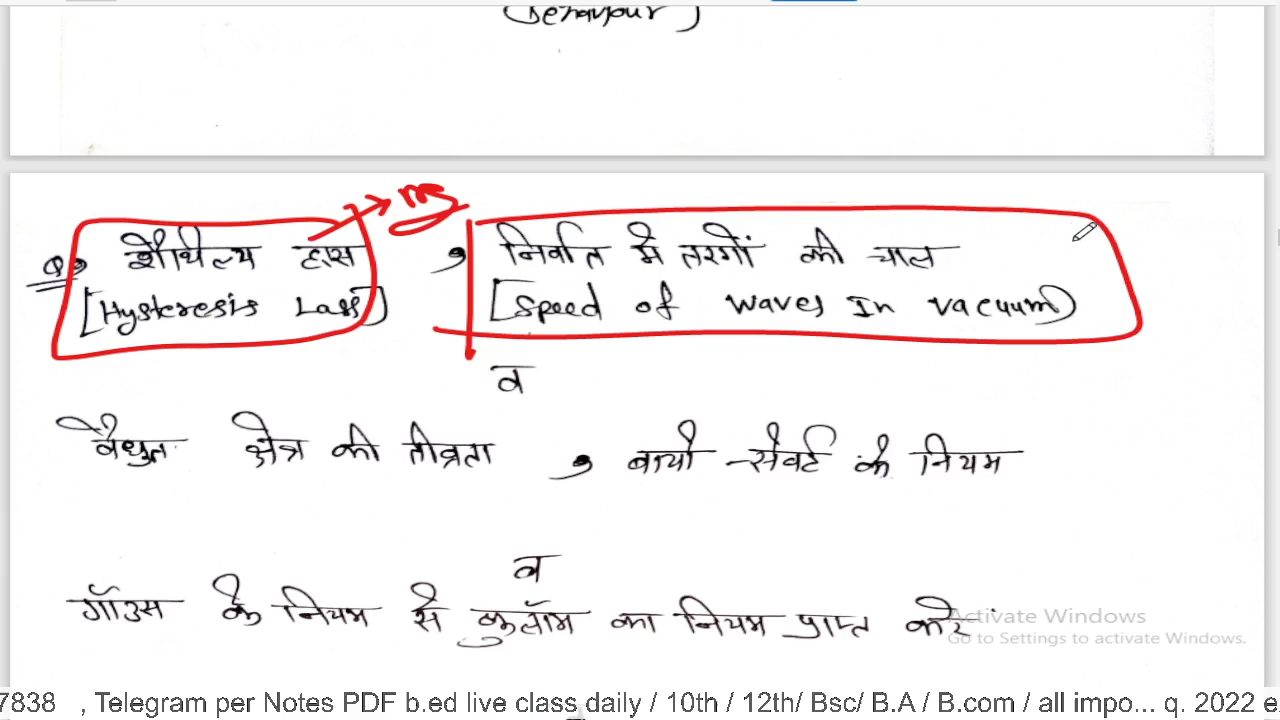 (Behaviour)
Q→ शैथिल्य ह्रास , निर्वात में तरंगों की चाल
[Hysteresis Lass] [Speed of waves In vacuum)
व
वैधुत क्षेत्र की तीव्रता , बायो-सेवर्ट के नियम
व
गॉउस के नियम से कुलॉम का नियम प्राप्त करें
Activate Windows
Go to Settings to activate Windows.
7838 , Telegram per Notes PDF b.ed live class daily / 10th / 12th/ Bsc/ B.A / B.com / all impo... q. 2022 e